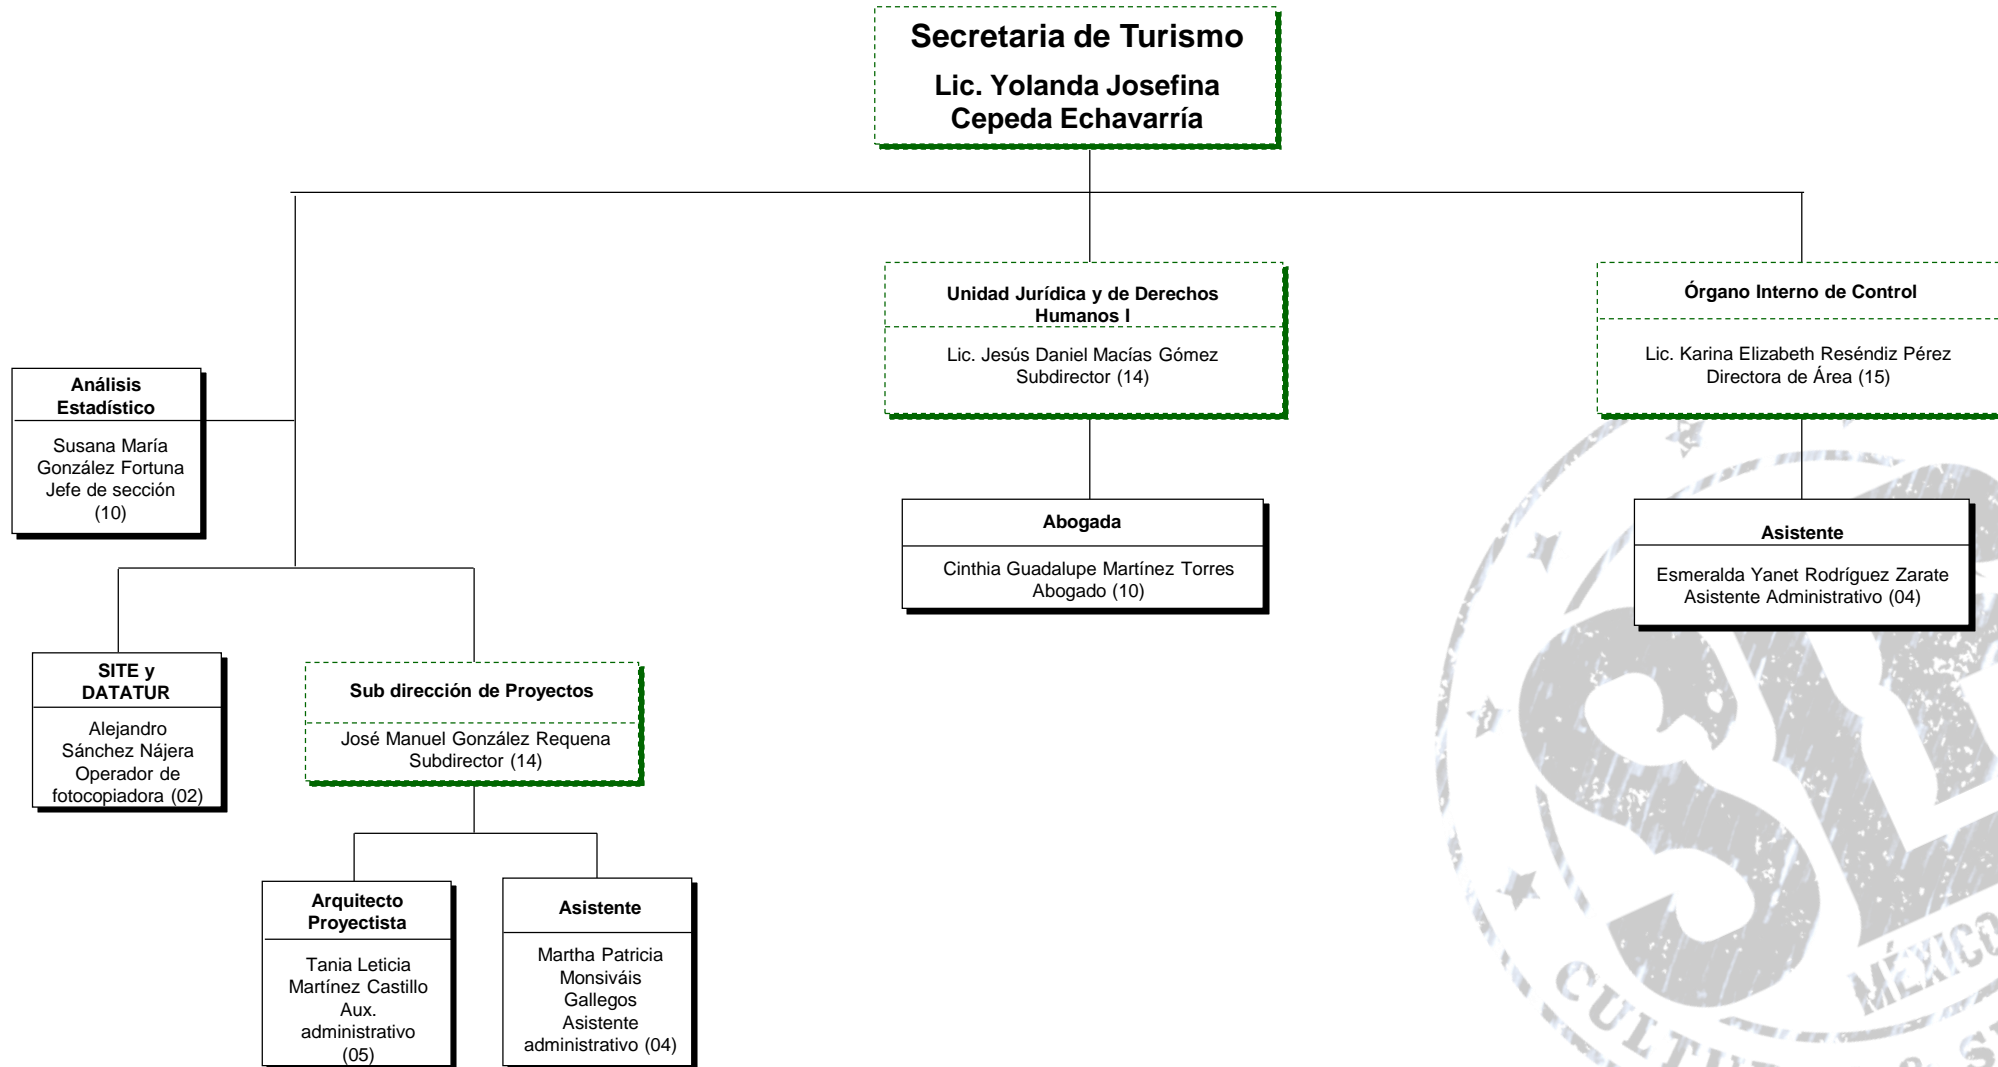 Secretaria de Turismo
Lic. Yolanda Josefina
Cepeda Echavarría
Unidad Jurídica y de Derechos
Humanos I
Lic. Jesús Daniel Macías Gómez
Subdirector (14)
Órgano Interno de Control
Lic. Karina Elizabeth Reséndiz Pérez
Directora de Área (15)
Análisis
Estadístico
Susana María
González Fortuna
Jefe de sección
(10)
Abogada
Cinthia Guadalupe Martínez Torres
Abogado (10)
Asistente
Esmeralda Yanet Rodríguez Zarate
Asistente Administrativo (04)
SITE y
DATATUR
Alejandro
Sánchez Nájera
Operador de
fotocopiadora (02)
Sub dirección de Proyectos
José Manuel González Requena
Subdirector (14)
Arquitecto
Proyectista
Tania Leticia
Martínez Castillo
Aux.
administrativo
(05)
Asistente
Martha Patricia
Monsiváis
Gallegos
Asistente
administrativo (04)
MÉXICO